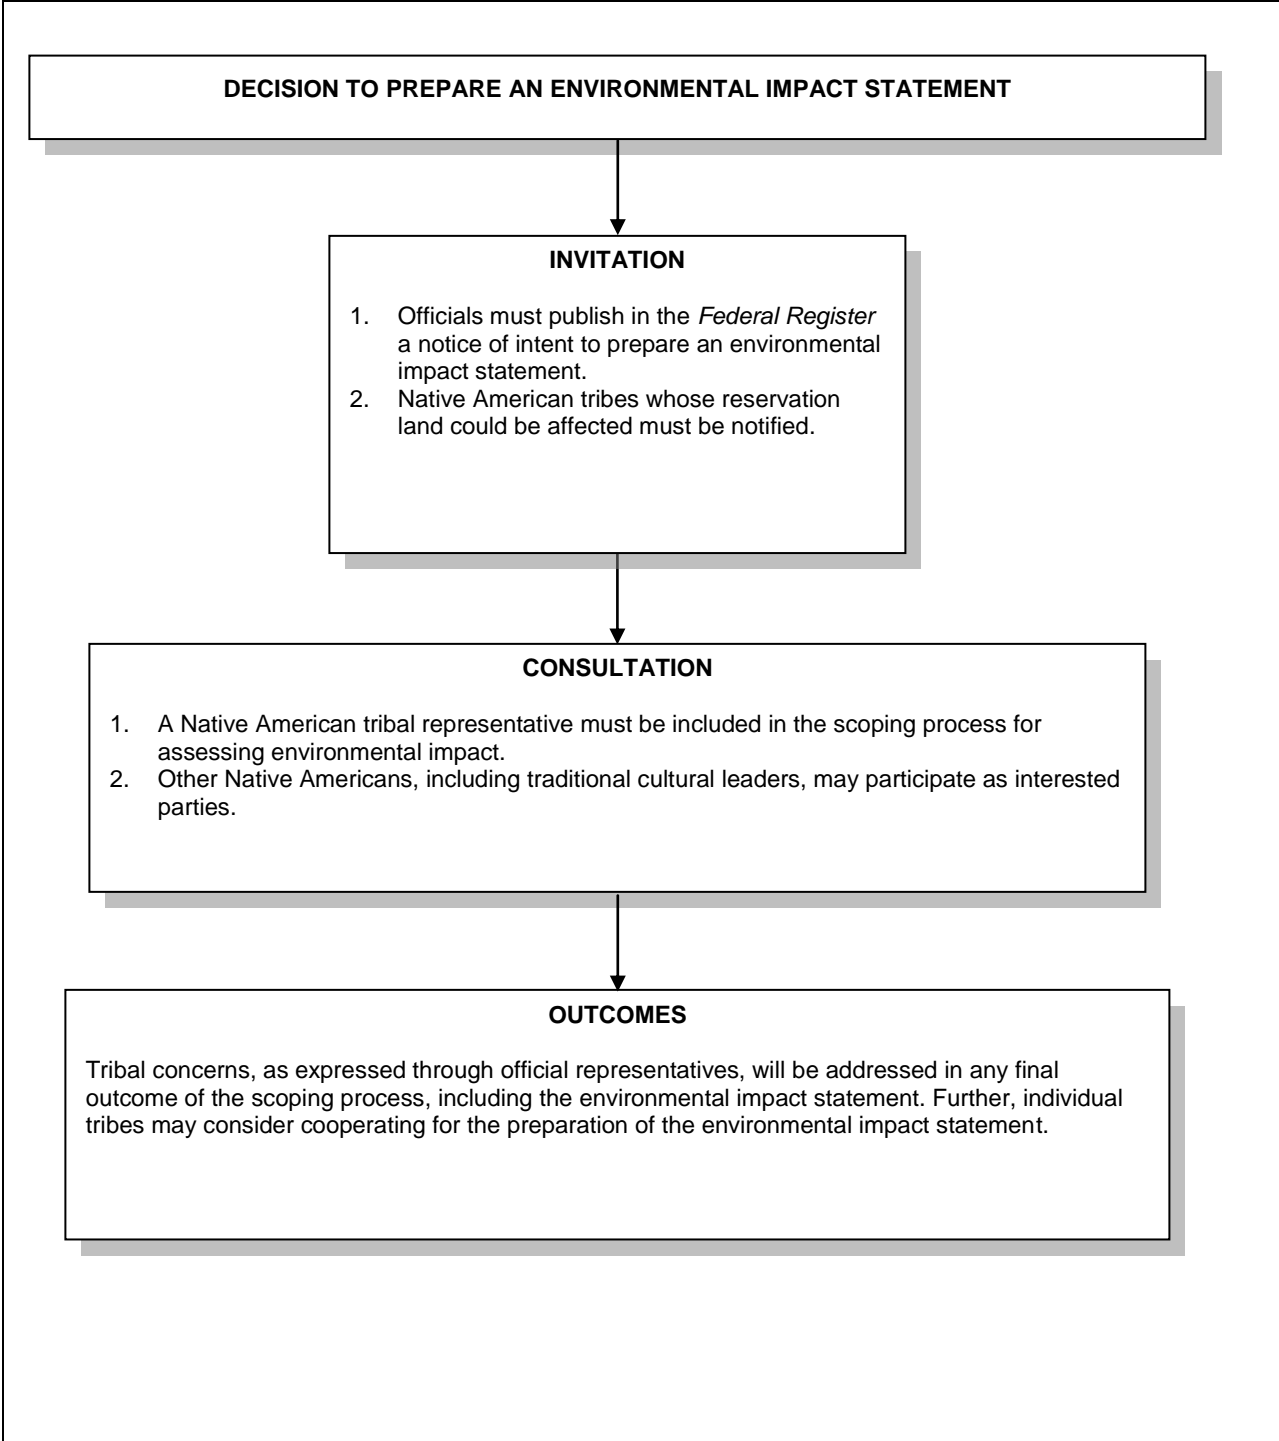 DECISION TO PREPARE AN ENVIRONMENTAL IMPACT STATEMENT
INVITATION
1. Officials must publish in the Federal Register
a notice of intent to prepare an environmental
impact statement.
2. Native American tribes whose reservation
land could be affected must be notified.
CONSULTATION
1. A Native American tribal representative must be included in the scoping process for
assessing environmental impact.
2. Other Native Americans, including traditional cultural leaders, may participate as interested
parties.
OUTCOMES
Tribal concerns, as expressed through official representatives, will be addressed in any final
outcome of the scoping process, including the environmental impact statement. Further, individual
tribes may consider cooperating for the preparation of the environmental impact statement.